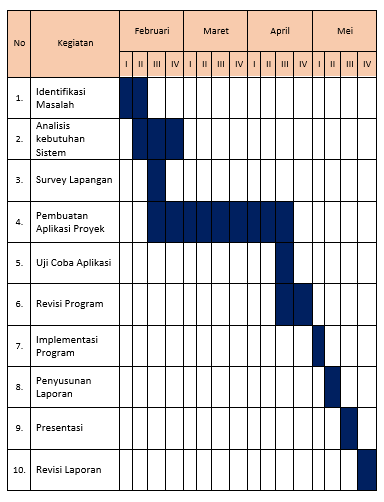 No Kegiatan Februari Maret April Mei
I II III IV I II III IV I II III IV I II III IV
1. Identifikasi
Masalah
2. Analisis
kebutuhan
Sistem
3. Survey Lapangan
4. Pembuatan
Aplikasi Proyek
5. Uji Coba Aplikasi
6. Revisi Program
7. Implementasi
Program
8. Penyusunan
Laporan
9. Presentasi
10. Revisi Laporan